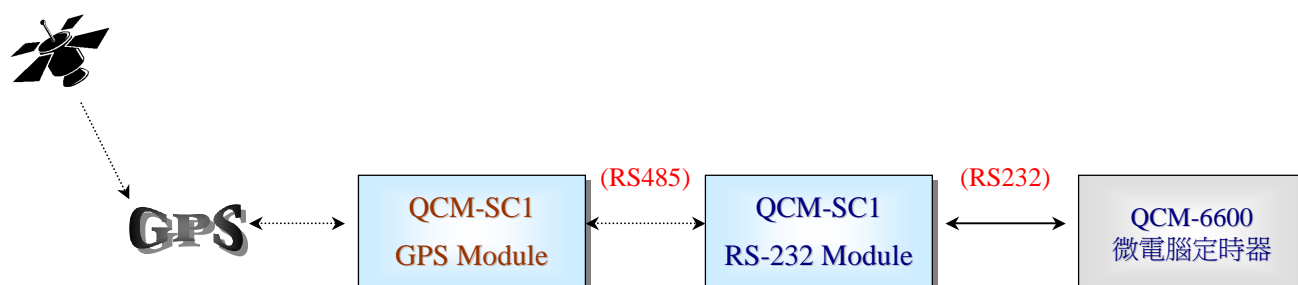 GPS
QCM-SC1
GPS Module
(RS485)
QCM-SC1
RS-232 Module
(RS232)
QCM-6600
微電腦定時器